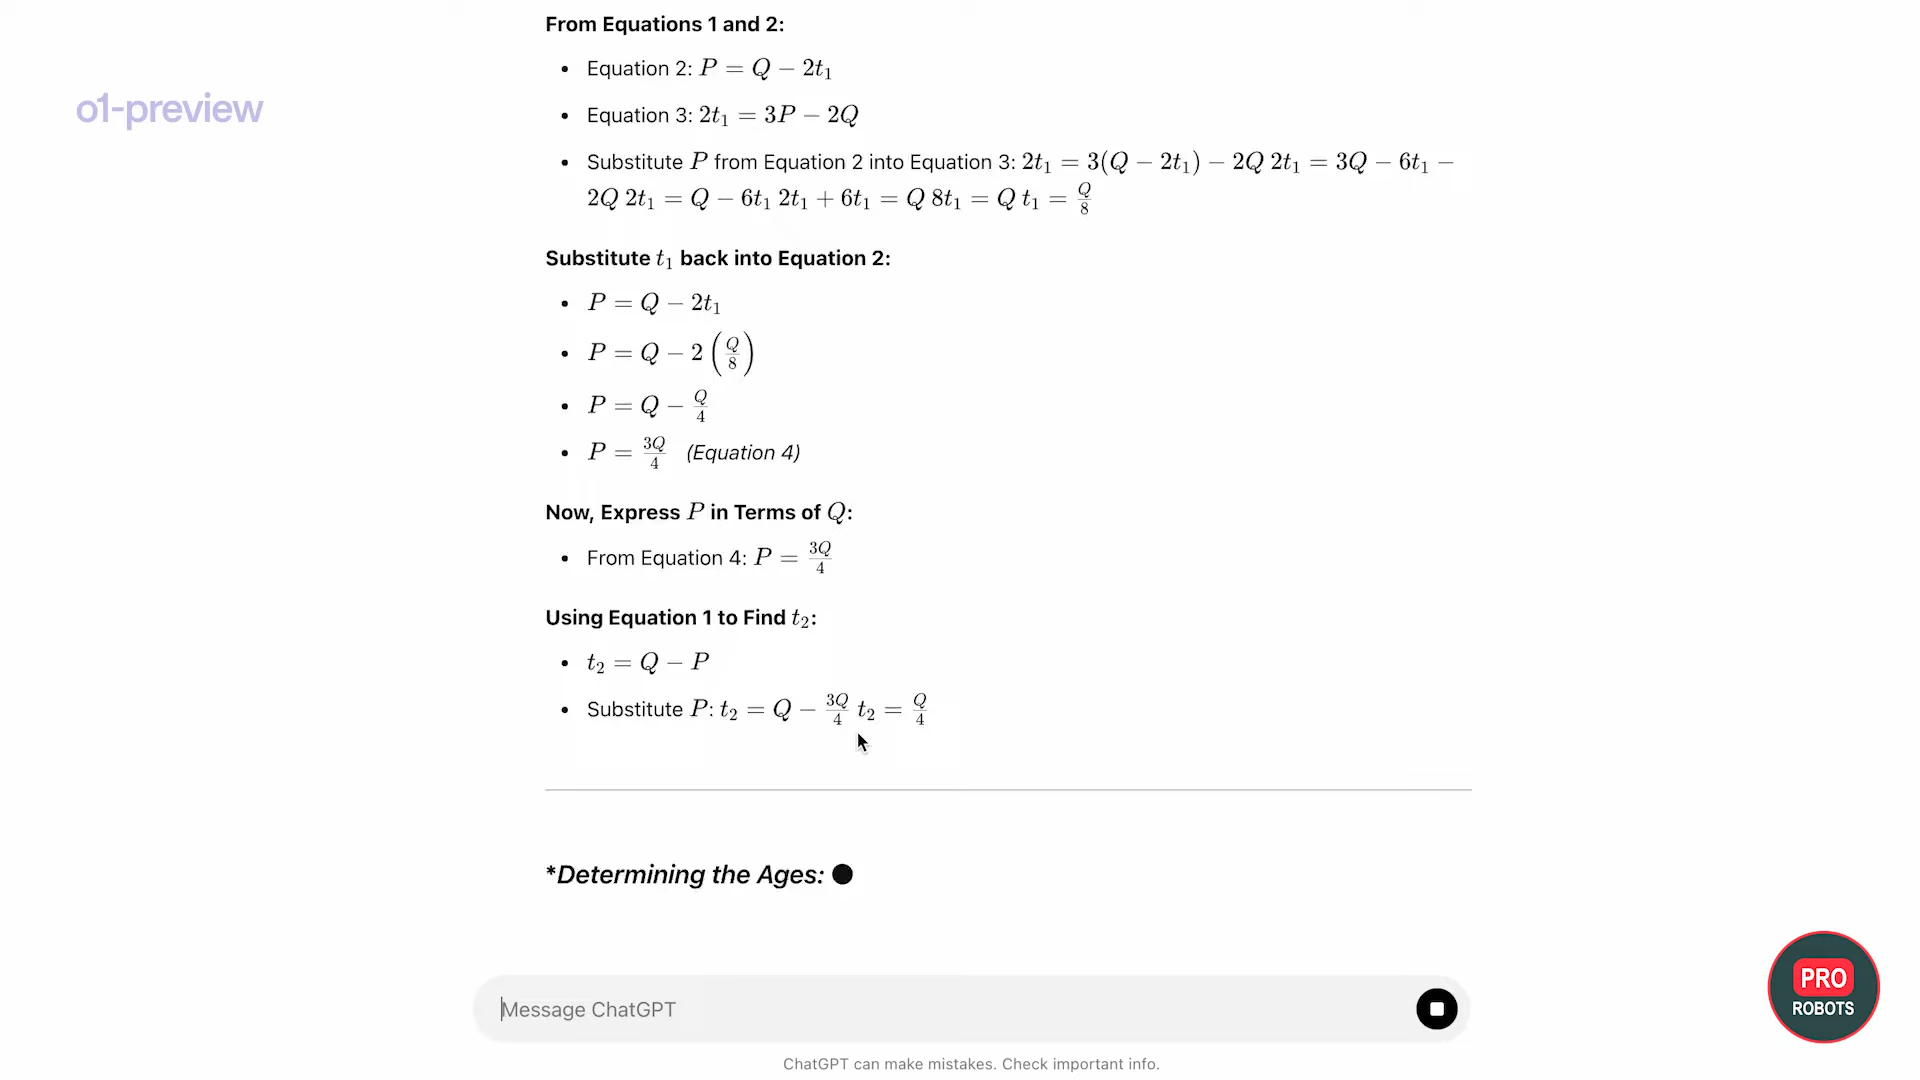 From Equations 1 and 2:
o1-preview
• Equation 2: P = Q − 2t₁
• Equation 3: 2t₁ = 3P − 2Q
• Substitute P from Equation 2 into Equation 3: 2t₁ = 3(Q − 2t₁) − 2Q 2t₁ = 3Q − 6t₁ −
2Q 2t₁ = Q − 6t₁ 2t₁ + 6t₁ = Q 8t₁ = Q t₁ = Q/8
Substitute t₁ back into Equation 2:
• P = Q − 2t₁
• P = Q − 2(Q/8)
• P = Q − Q/4
• P = 3Q/4 (Equation 4)
Now, Express P in Terms of Q:
• From Equation 4: P = 3Q/4
Using Equation 1 to Find t₂:
• t₂ = Q − P
• Substitute P: t₂ = Q − 3Q/4 t₂ = Q/4
*Determining the Ages:
Message ChatGPT
PRO
ROBOTS
ChatGPT can make mistakes. Check important info.